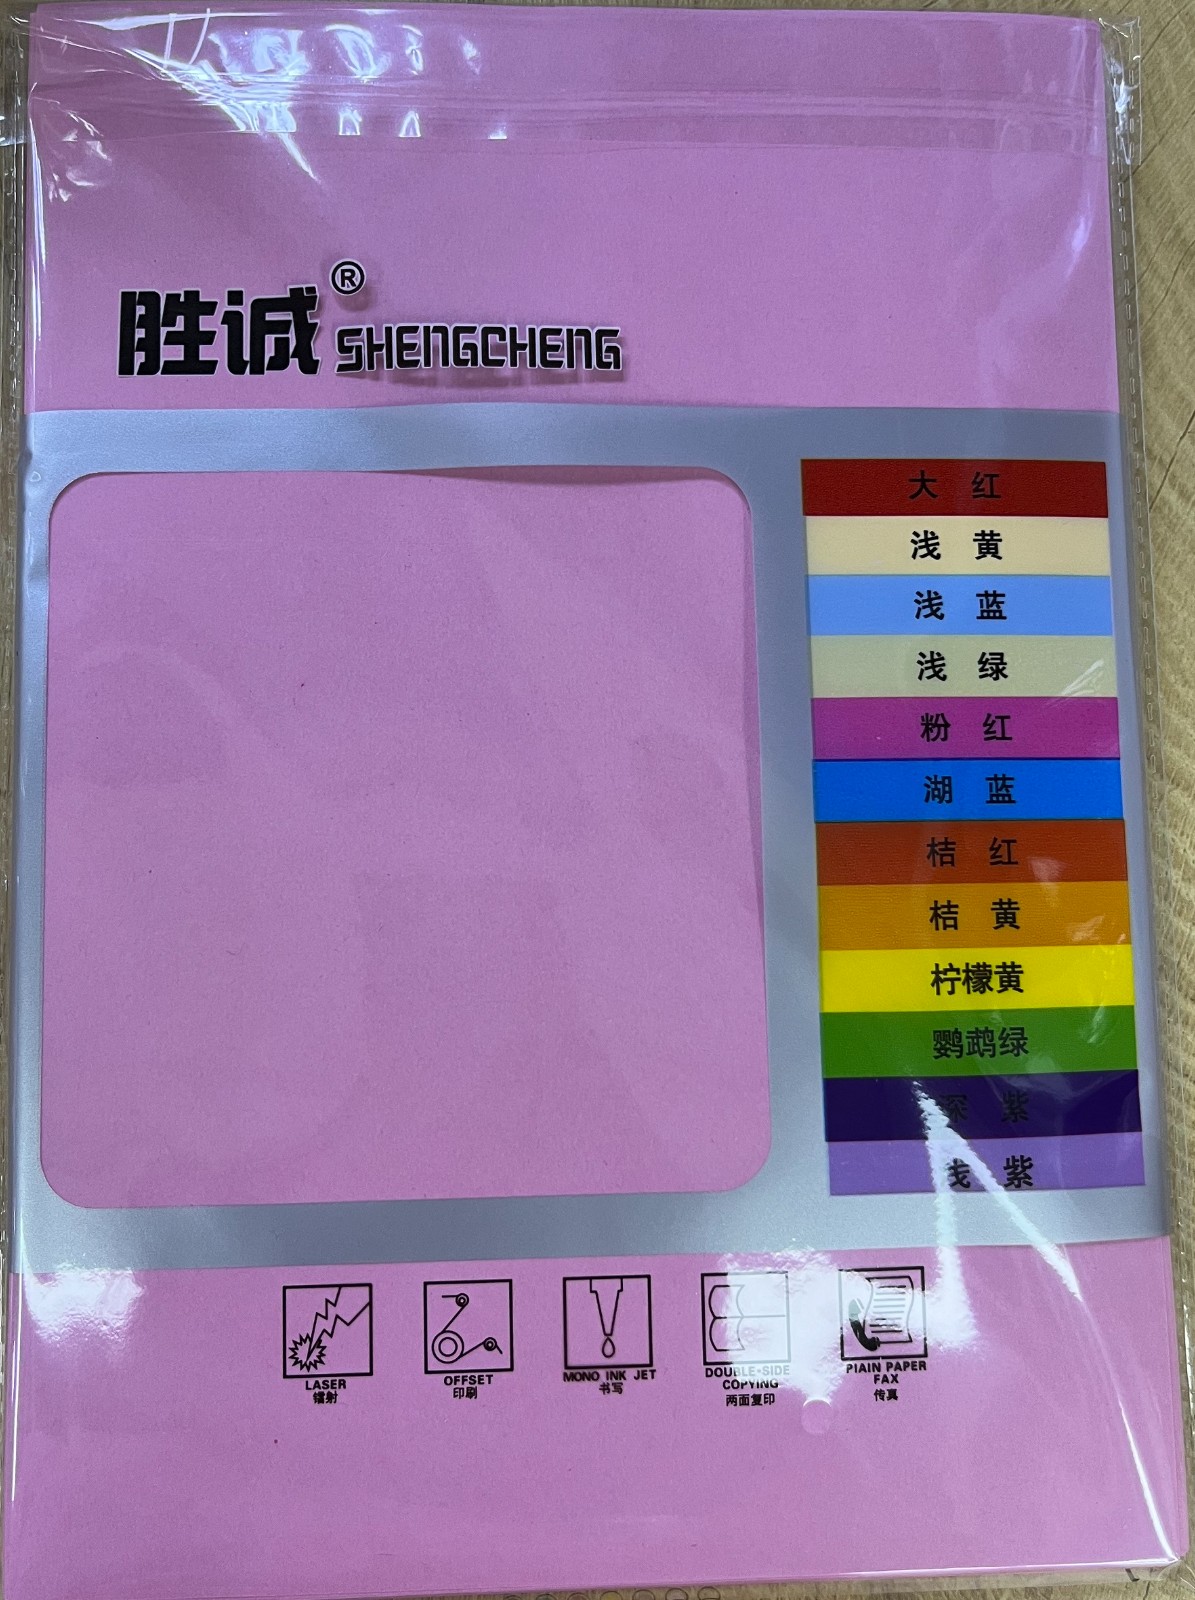 胜诚® SHENGCHENG
大 红
浅 黄
浅 蓝
浅 绿
粉 红
湖 蓝
桔 红
桔 黄
柠檬黄
鹦鹉绿
深 紫
浅 紫
LASER
镭射
OFFSET
印刷
MONO INK JET
书写
DOUBLE-SIDE
COPYING
两面复印
PIAIN PAPER
FAX
传真